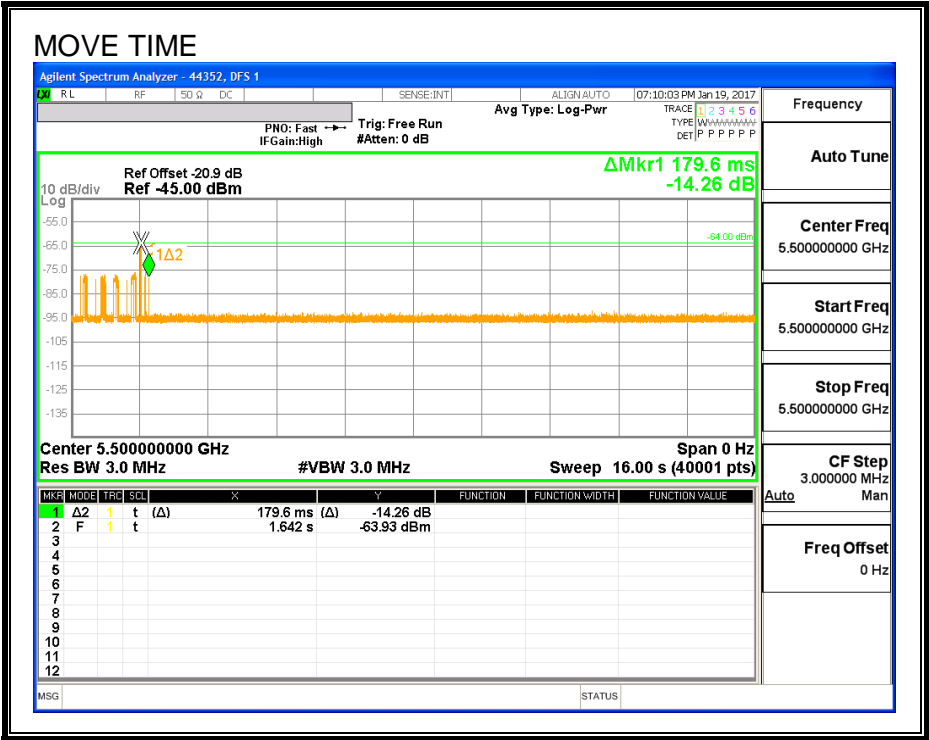 MOVE TIME
Agilent Spectrum Analyzer - 44352, DFS 1
LXI RL RF 50 Ω DC SENSE:INT ALIGNAUTO 07:10:03 PM Jan 19, 2017
Avg Type: Log-Pwr TRACE 1 2 3 4 5 6
PNO: Fast Trig: Free Run TYPE WWWWWW
IFGain:High #Atten: 0 dB DET P P P P P P
ΔMkr1 179.6 ms
-14.26 dB
Ref Offset -20.9 dB
10 dB/div Ref -45.00 dBm
Log
-55.0
-64.00 dBm
-65.0
1Δ2
-75.0
-85.0
-95.0
-105
-115
-125
-135
Center 5.500000000 GHz Span 0 Hz
Res BW 3.0 MHz #VBW 3.0 MHz Sweep 16.00 s (40001 pts)
MKR MODE TRC SCL X Y FUNCTION FUNCTION WIDTH FUNCTION VALUE
1 Δ2 1 t (Δ) 179.6 ms (Δ) -14.26 dB
2 F 1 t 1.642 s -63.93 dBm
3
4
5
6
7
8
9
10
11
12
MSG STATUS
Frequency
Auto Tune
Center Freq
5.500000000 GHz
Start Freq
5.500000000 GHz
Stop Freq
5.500000000 GHz
CF Step
3.000000 MHz
Auto Man
Freq Offset
0 Hz